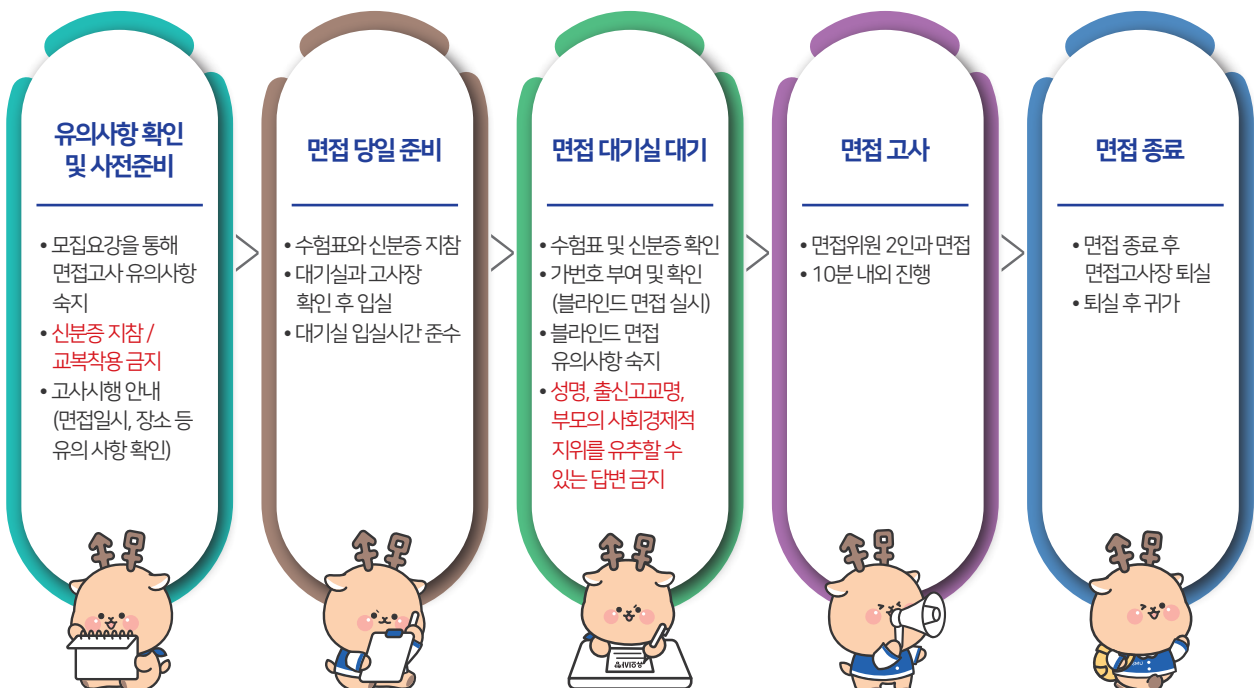 유의사항 확인
및 사전준비
• 모집요강을 통해
면접고사 유의사항
숙지
• 신분증 지참 /
교복착용 금지
• 고사시행 안내
(면접일시, 장소 등
유의 사항 확인)
면접 당일 준비
• 수험표와 신분증 지참
• 대기실과 고사장
확인 후 입실
• 대기실 입실시간 준수
면접 대기실 대기
• 수험표 및 신분증 확인
• 가번호 부여 및 확인
(블라인드 면접 실시)
• 블라인드 면접
유의사항 숙지
• 성명, 출신고교명,
부모의 사회경제적
지위를 유추할 수
있는 답변 금지
면접 고사
• 면접위원 2인과 면접
• 10분 내외 진행
면접 종료
• 면접 종료 후
면접고사장 퇴실
• 퇴실 후 귀가